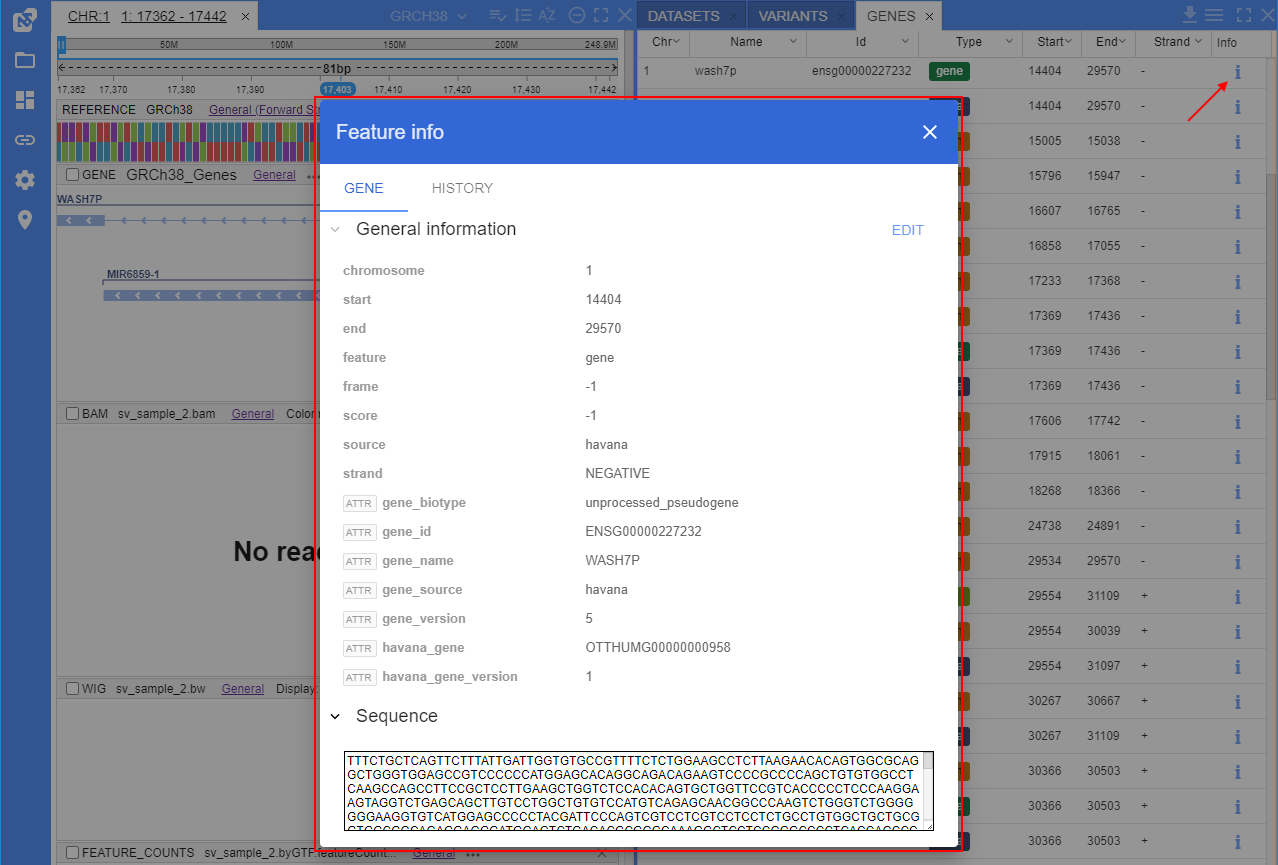 CHR:1 1: 17362 - 17442
GRCH38
DATASETS
VARIANTS
GENES
50M 100M 150M 200M 248.9M
81bp
17,362 17,370 17,380 17,390 17,403 17,410 17,420 17,430 17,442
REFERENCE GRCh38 General (Forward
GENE GRCh38_Genes General
WASH7P
MIR6859-1
BAM sv_sample_2.bam General
No
WIG sv_sample_2.bw General Display
FEATURE_COUNTS sv_sample_2.byGTF.featureCount... General
Chr Name Id Type Start End Strand Info
1 wash7p ensg00000227232 gene 14404 29570 -
14404 29570 -
15005 15038 -
15796 15947 -
16607 16765 -
16858 17055 -
17233 17368 -
17369 17436 -
17369 17436 -
17369 17436 -
17606 17742 -
17915 18061 -
18268 18366 -
24738 24891 -
29534 29570 -
29554 31109 +
29554 30039 +
29554 31097 +
30267 30667 +
30267 31109 +
30366 30503 +
30366 30503 +
30366 30503 +
Feature info
GENE HISTORY
General information EDIT
chromosome 1
start 14404
end 29570
feature gene
frame -1
score -1
source havana
strand NEGATIVE
ATTR gene_biotype unprocessed_pseudogene
ATTR gene_id ENSG00000227232
ATTR gene_name WASH7P
ATTR gene_source havana
ATTR gene_version 5
ATTR havana_gene OTTHUMG00000000958
ATTR havana_gene_version 1
Sequence
TTTCTGCTCAGTTCTTTATTGATTGGTGTGCCGTTTTCTCTGGAAGCCTCTTAAGAACACAGTGGCGCAG
GCTGGGTGGAGCCGTCCCCCCATGGAGCACAGGCAGACAGAAGTCCCCGCCCCAGCTGTGTGGCCT
CAAGCCAGCCTTCCGCTCCTTGAAGCTGGTCTCCACACAGTGCTGGTTCCGTCACCCCCTCCCAAGGA
AGTAGGTCTGAGCAGCTTGTCCTGGCTGTGTCCATGTCAGAGCAACGGCCCAAGTCTGGGTCTGGGG
GGGAAGGTGTCATGGAGCCCCCTACGATTCCCAGTCGTCCTCGTCCTCCTCTGCCTGTGGCTGCTGCG